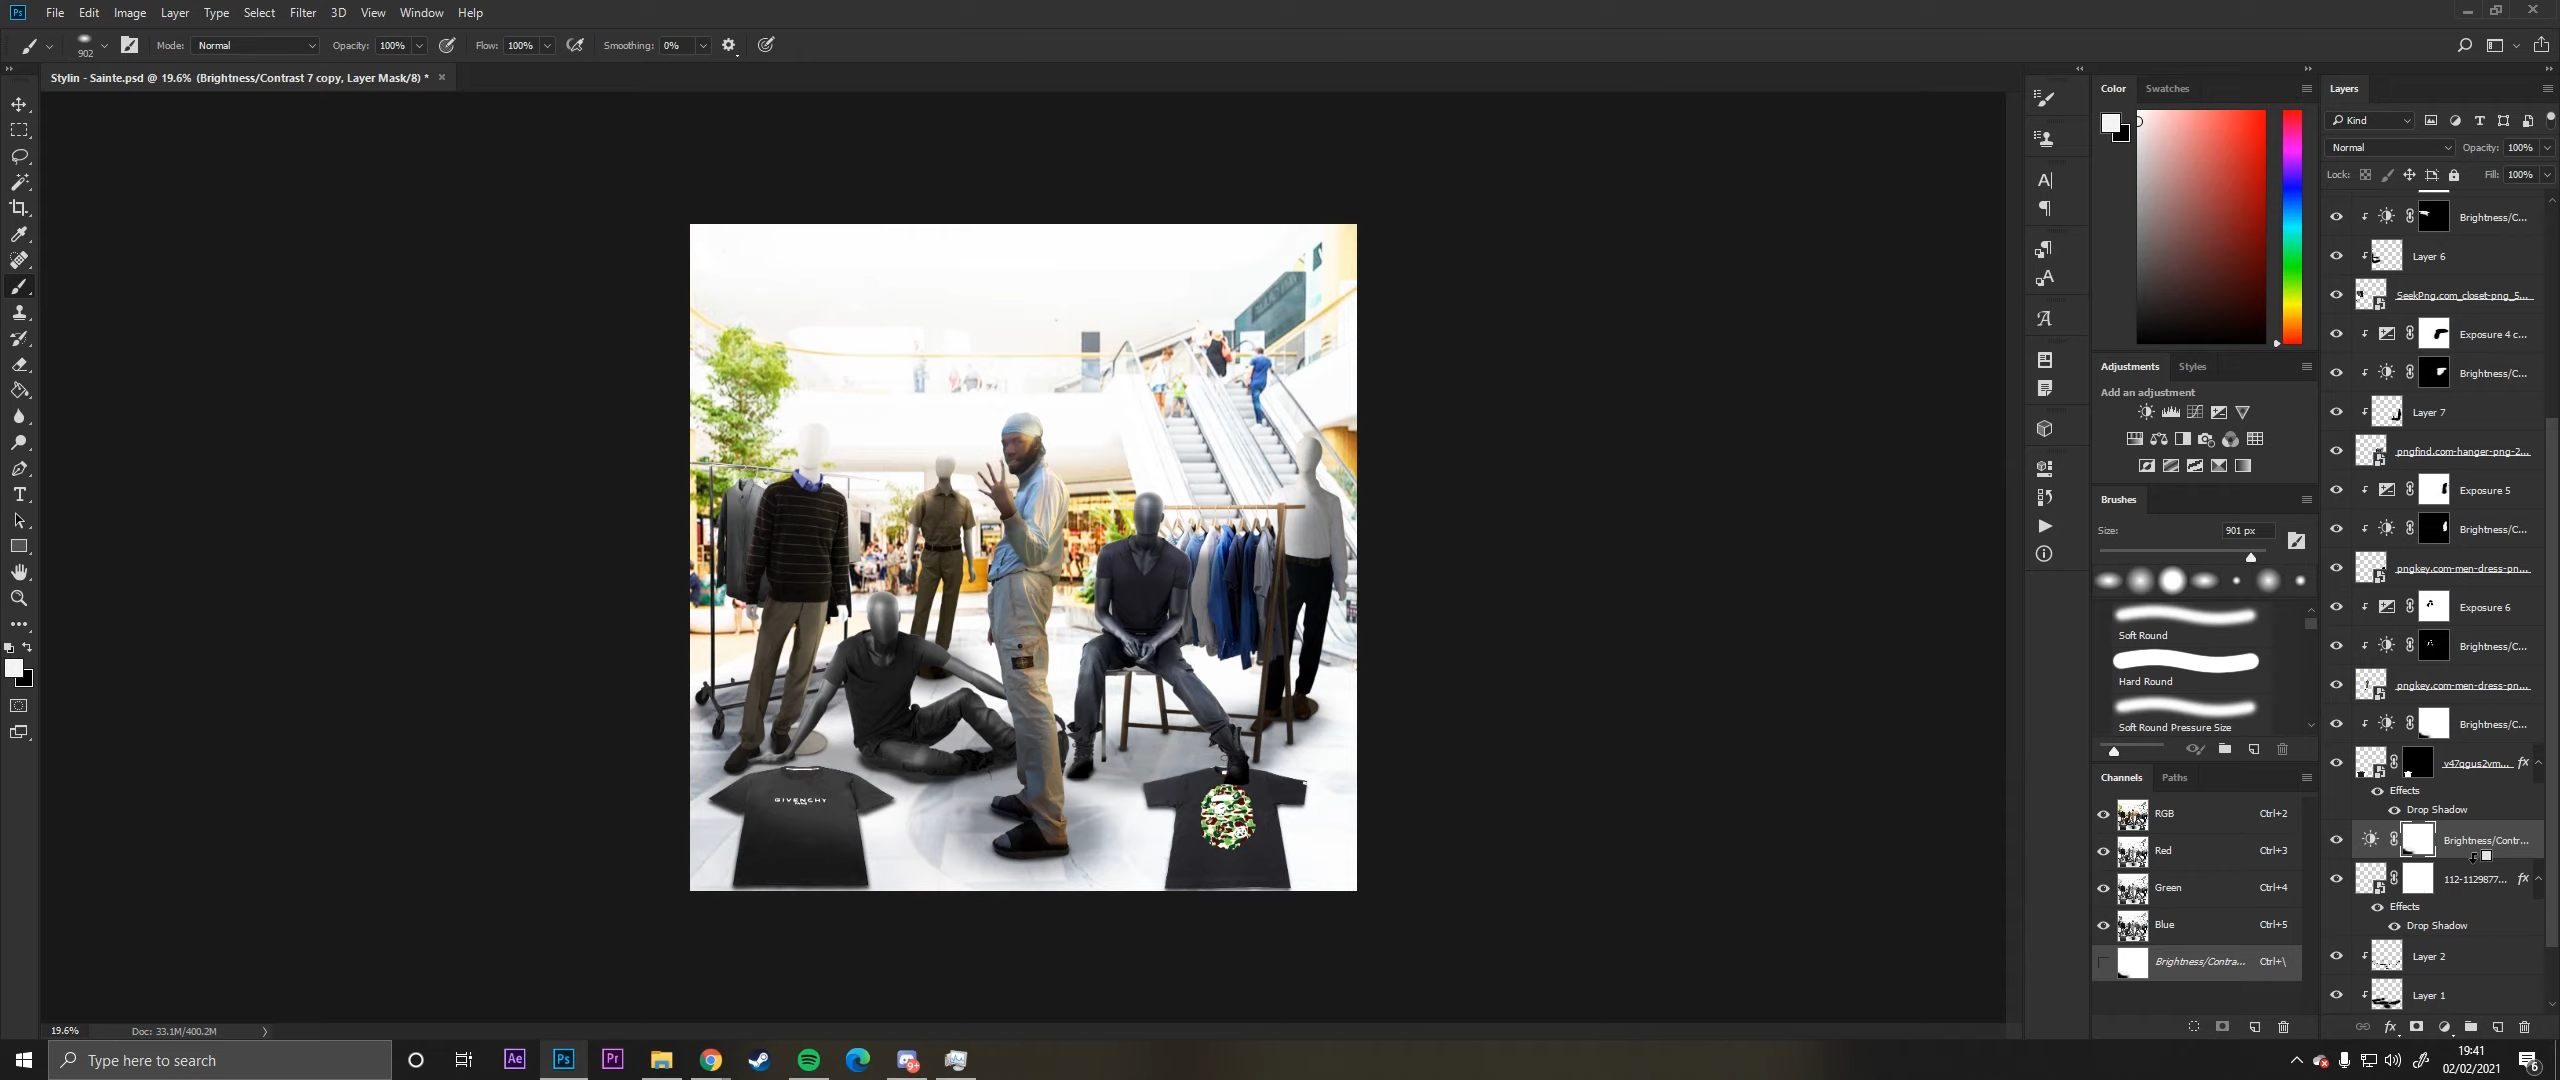 Ps File Edit Image Layer Type Select Filter 3D View Window Help
902 Mode: Normal Opacity: 100% Flow: 100% Smoothing: 0%
Stylin - Sainte.psd @ 19.6% (Brightness/Contrast 7 copy, Layer Mask/8) * ×
GIVENCHY
19.6% Doc: 33.1M/400.2M
Color Swatches
Adjustments Styles
Add an adjustment
Brushes
Size: 901 px
Soft Round
Hard Round
Soft Round Pressure Size
Channels Paths
RGB Ctrl+2
Red Ctrl+3
Green Ctrl+4
Blue Ctrl+5
Brightness/Contra... Ctrl+\
Layers
Kind
Normal Opacity: 100%
Lock: Fill: 100%
Brightness/C...
Layer 6
SeekPng.com_closet-png_5...
Exposure 4 c...
Brightness/C...
Layer 7
pngfind.com-hanger-png-2...
Exposure 5
Brightness/C...
pngkey.com-men-dress-pn...
Exposure 6
Brightness/C...
pngkey.com-men-dress-pn...
Brightness/C...
v47qgus2vm... fx
Effects
Drop Shadow
Brightness/Contr...
112-1129877... fx
Effects
Drop Shadow
Layer 2
Layer 1
fx
Type here to search
Ae Ps Pr
9+
19:41
02/02/2021
6